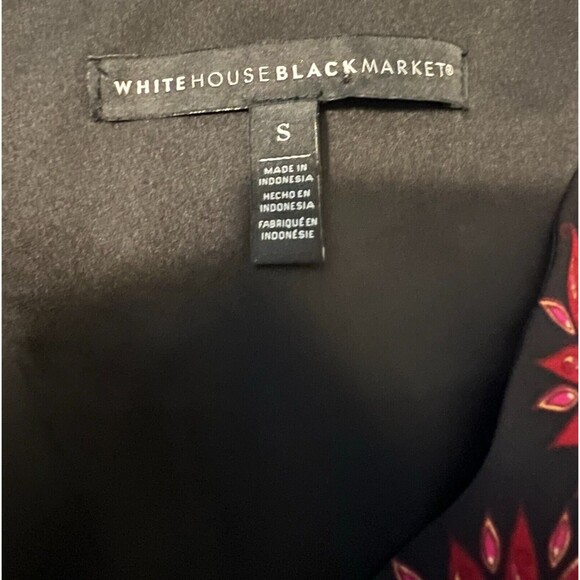 WHITEHOUSEBLACKMARKET®
S
MADE IN
INDONESIA
HECHO EN
INDONESIA
FABRIQUÉ EN
INDONÉSIE